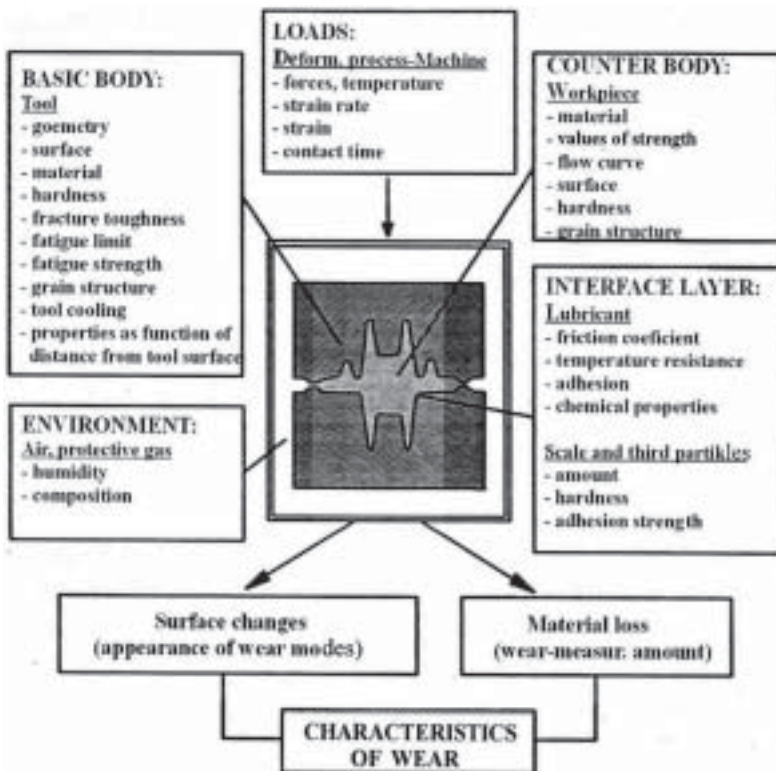 LOADS:
Deform. process-Machine
- forces, temperature
- strain rate
- strain
- contact time
BASIC BODY:
Tool
- goemetry
- surface
- material
- hardness
- fracture toughness
- fatigue limit
- fatigue strength
- grain structure
- tool cooling
- properties as function of
distance from tool surface
COUNTER BODY:
Workpiece
- material
- values of strength
- flow curve
- surface
- hardness
- grain structure
INTERFACE LAYER:
Lubricant
- friction coeficient
- temperature resistance
- adhesion
- chemical properties
Scale and third partikles
- amount
- hardness
- adhesion strength
ENVIRONMENT:
Air, protective gas
- humidity
- composition
Surface changes
(appearance of wear modes)
Material loss
(wear-measur. amount)
CHARACTERISTICS
OF WEAR